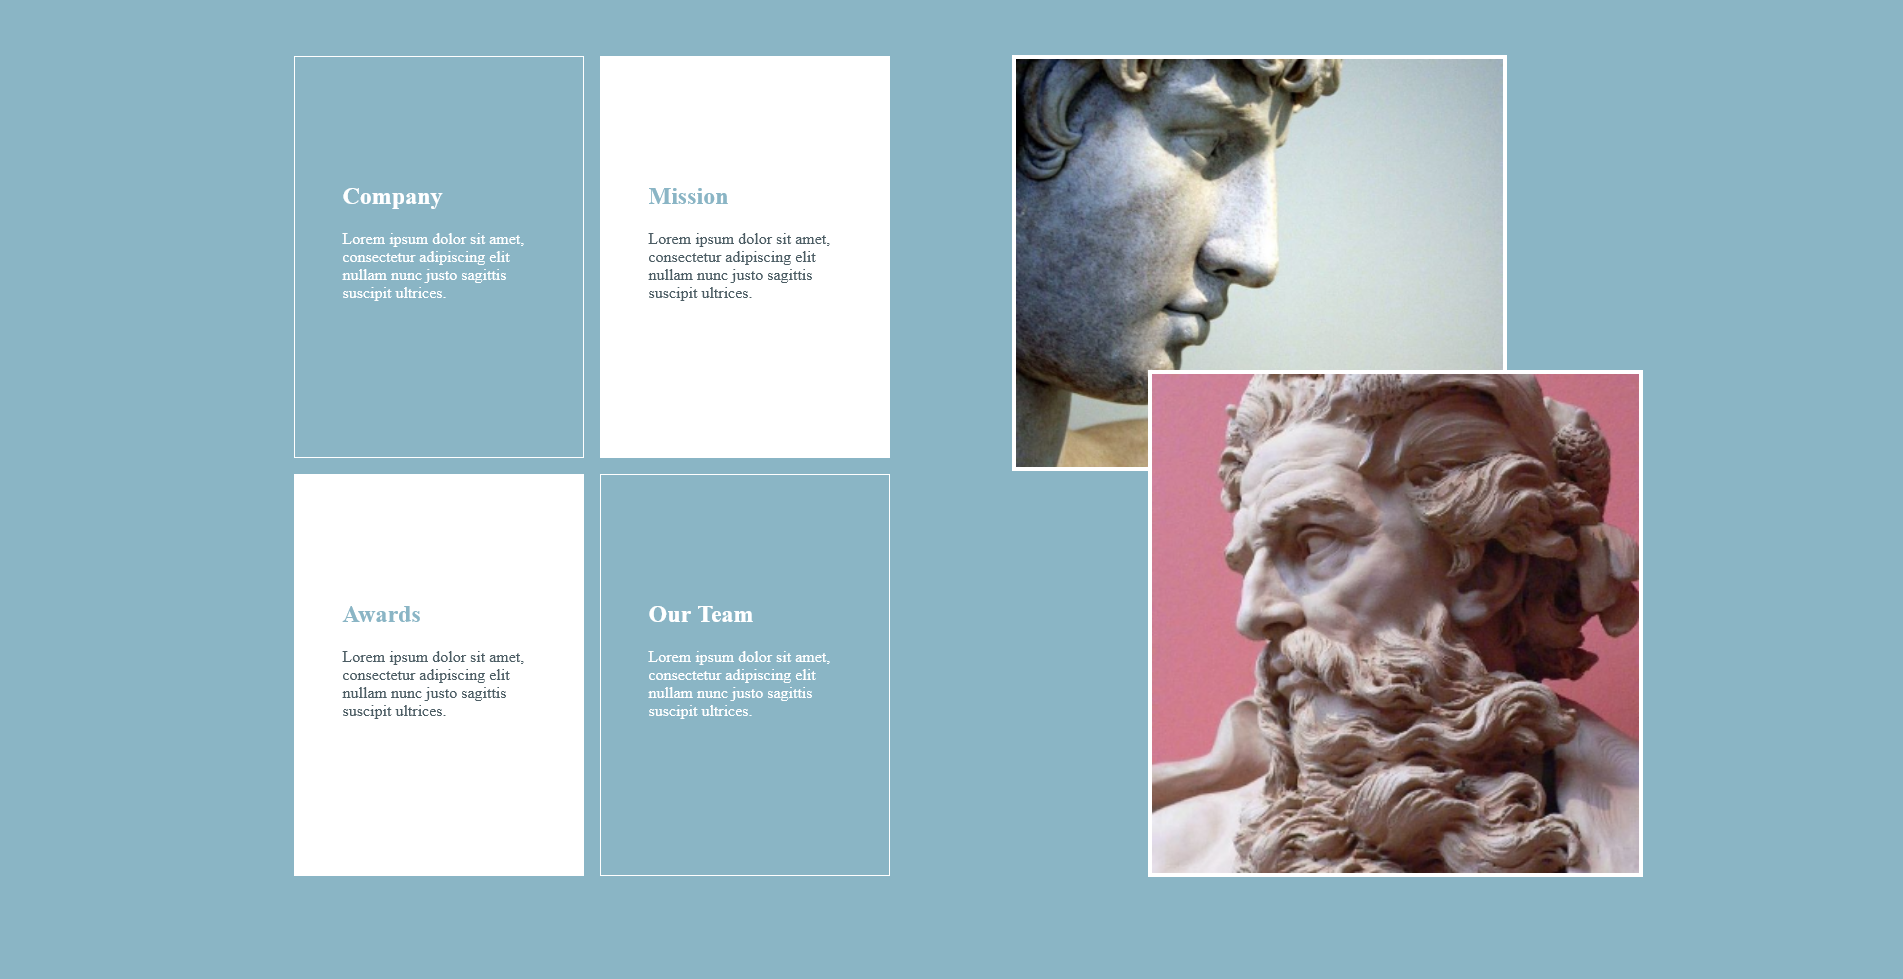 Company
Lorem ipsum dolor sit amet,
consectetur adipiscing elit
nullam nunc justo sagittis
suscipit ultrices.
Mission
Lorem ipsum dolor sit amet,
consectetur adipiscing elit
nullam nunc justo sagittis
suscipit ultrices.
Awards
Lorem ipsum dolor sit amet,
consectetur adipiscing elit
nullam nunc justo sagittis
suscipit ultrices.
Our Team
Lorem ipsum dolor sit amet,
consectetur adipiscing elit
nullam nunc justo sagittis
suscipit ultrices.